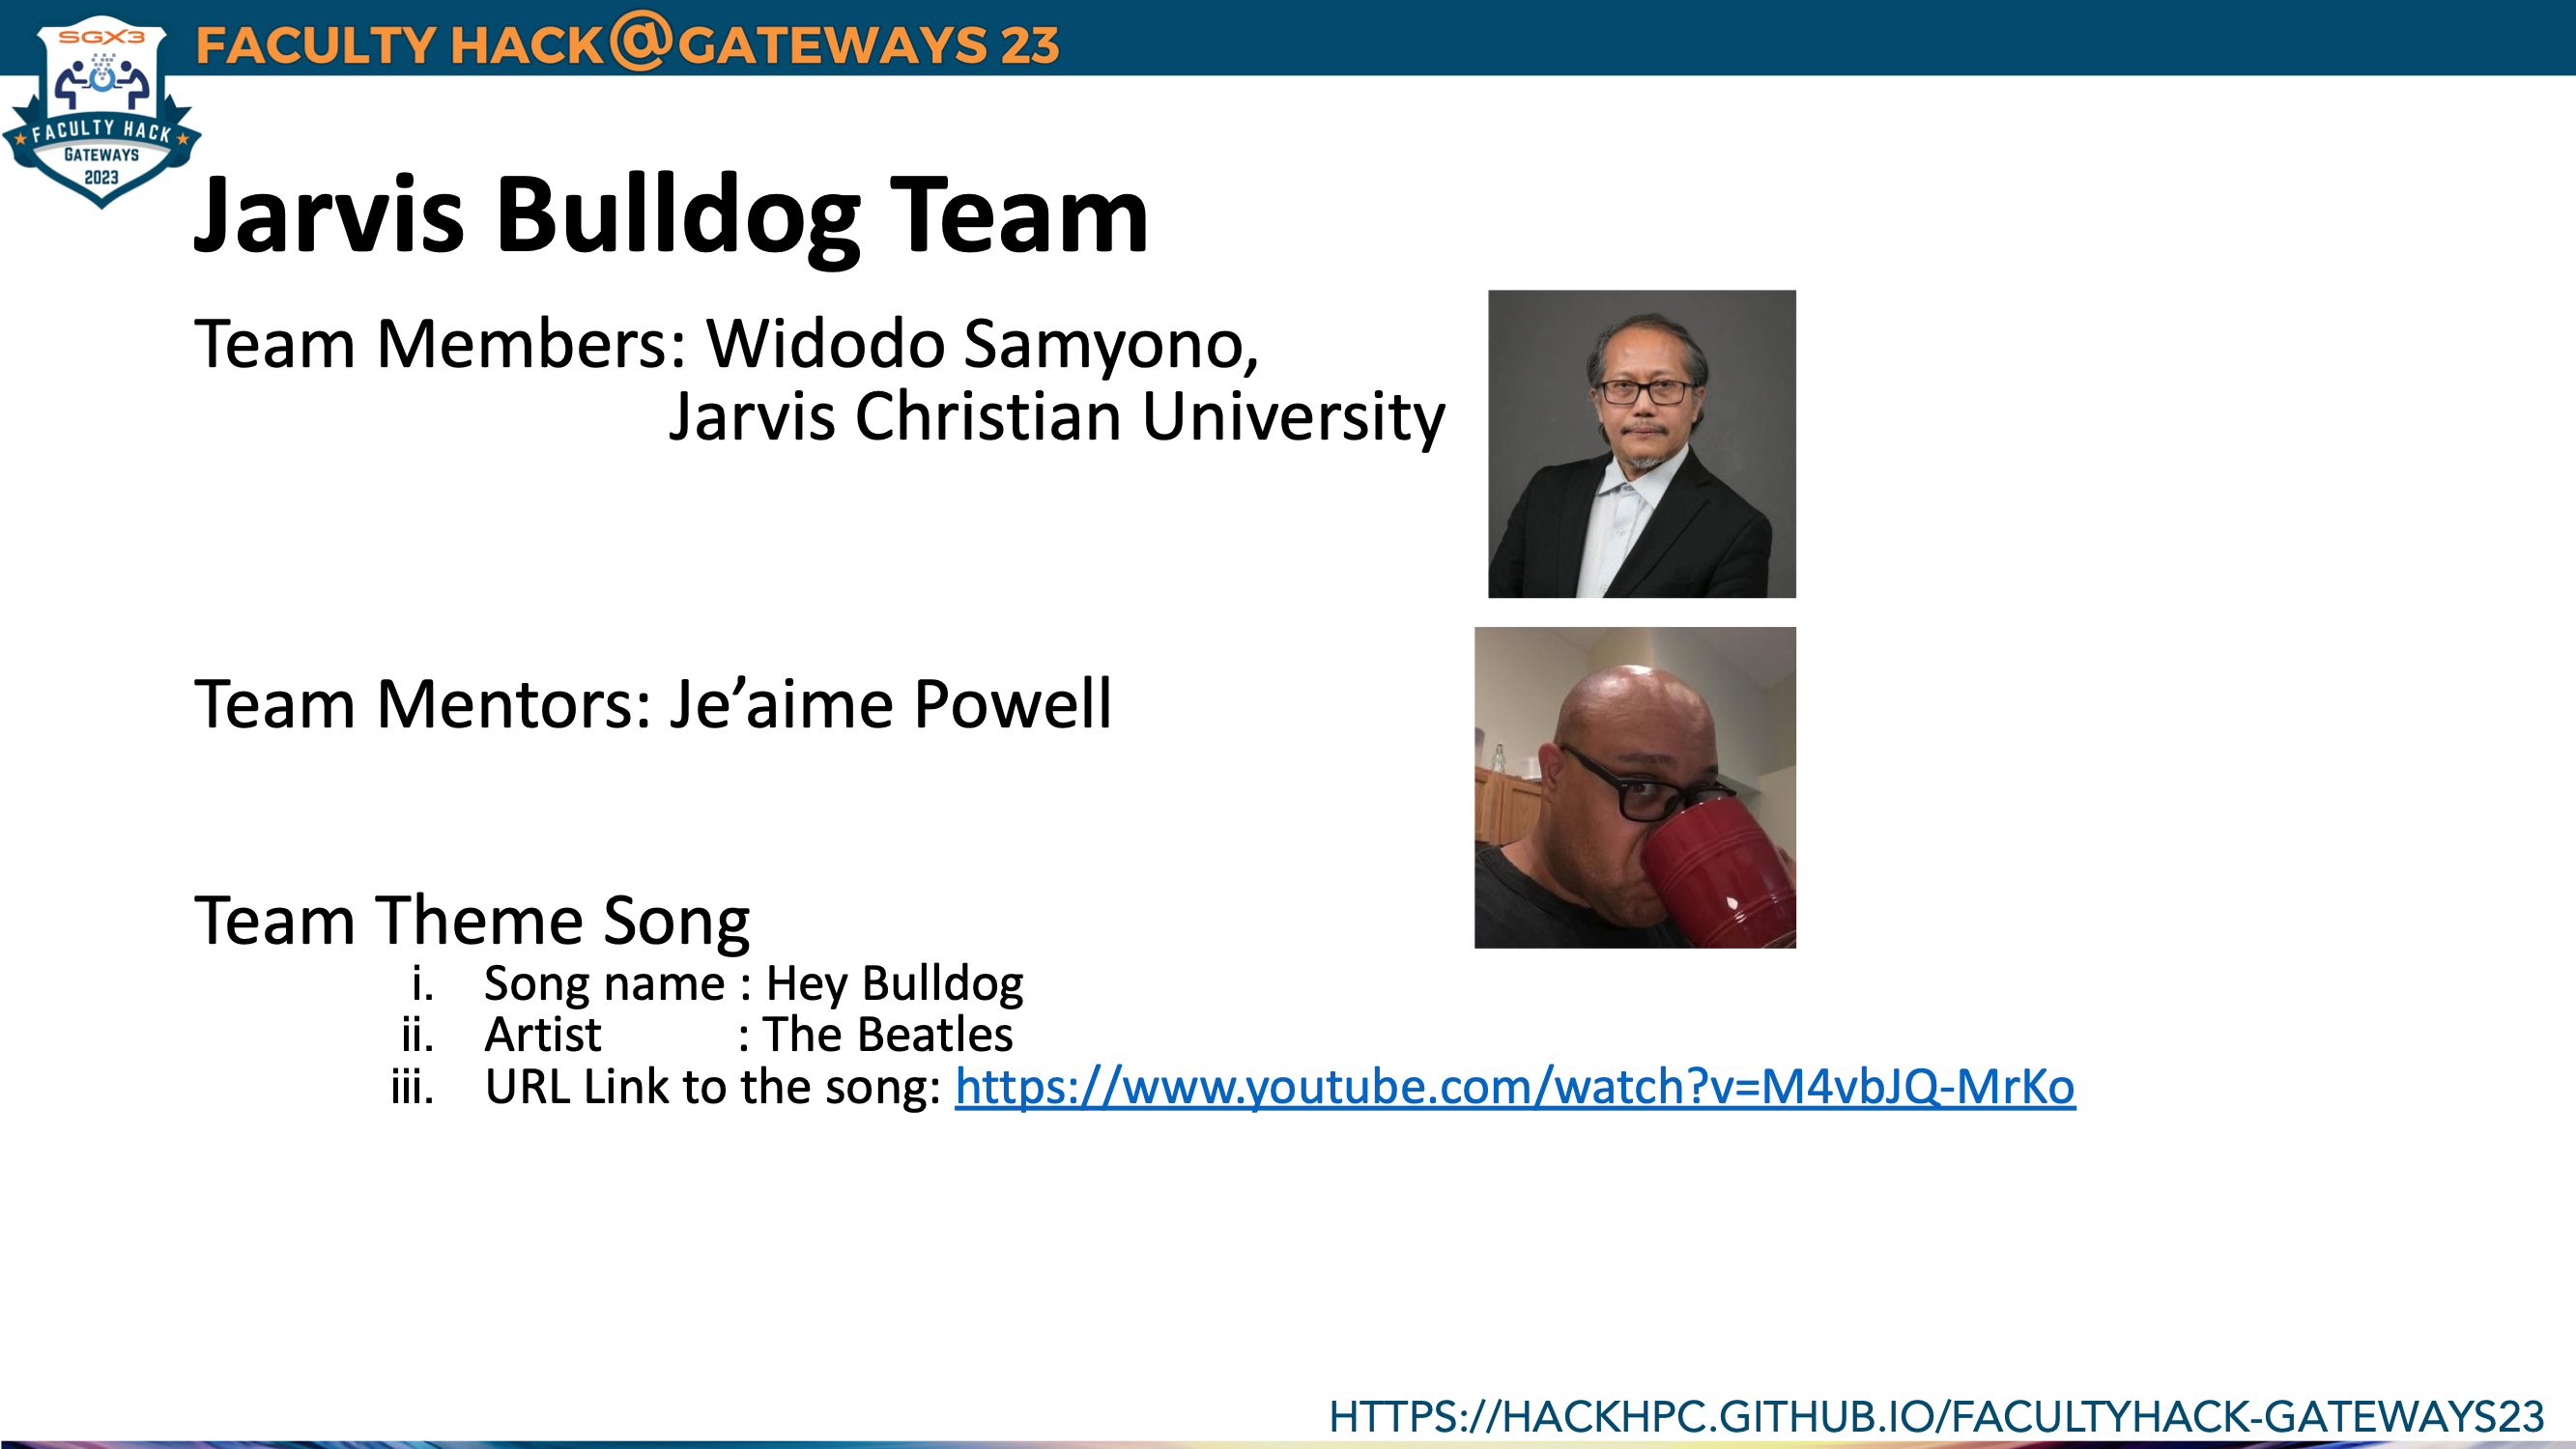 SGX3
FACULTY HACK@GATEWAYS 23
FACULTY HACK
GATEWAYS
2023
Jarvis Bulldog Team
Team Members: Widodo Samyono,
Jarvis Christian University
Team Mentors: Je’aime Powell
Team Theme Song
i. Song name : Hey Bulldog
ii. Artist : The Beatles
iii. URL Link to the song: https://www.youtube.com/watch?v=M4vbJQ-MrKo
HTTPS://HACKHPC.GITHUB.IO/FACULTYHACK-GATEWAYS23